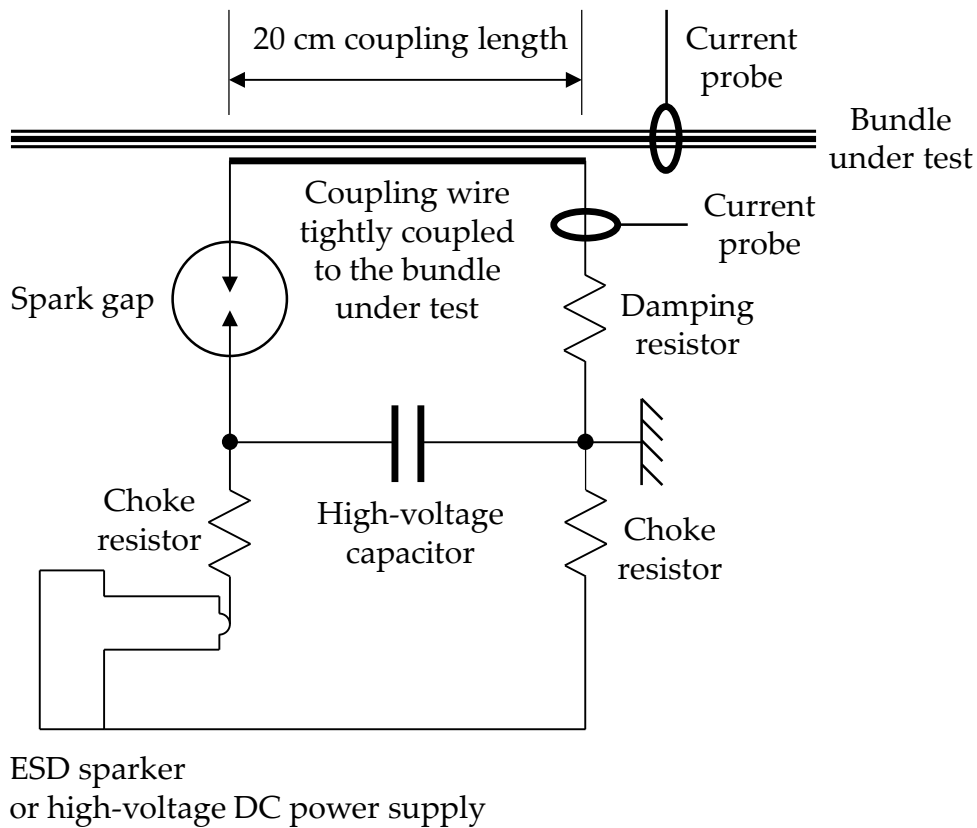 20 cm coupling length
Current
probe
Bundle
under test
Coupling wire
tightly coupled
to the bundle
under test
Current
probe
Spark gap
Damping
resistor
Choke
resistor
High-voltage
capacitor
Choke
resistor
ESD sparker
or high-voltage DC power supply